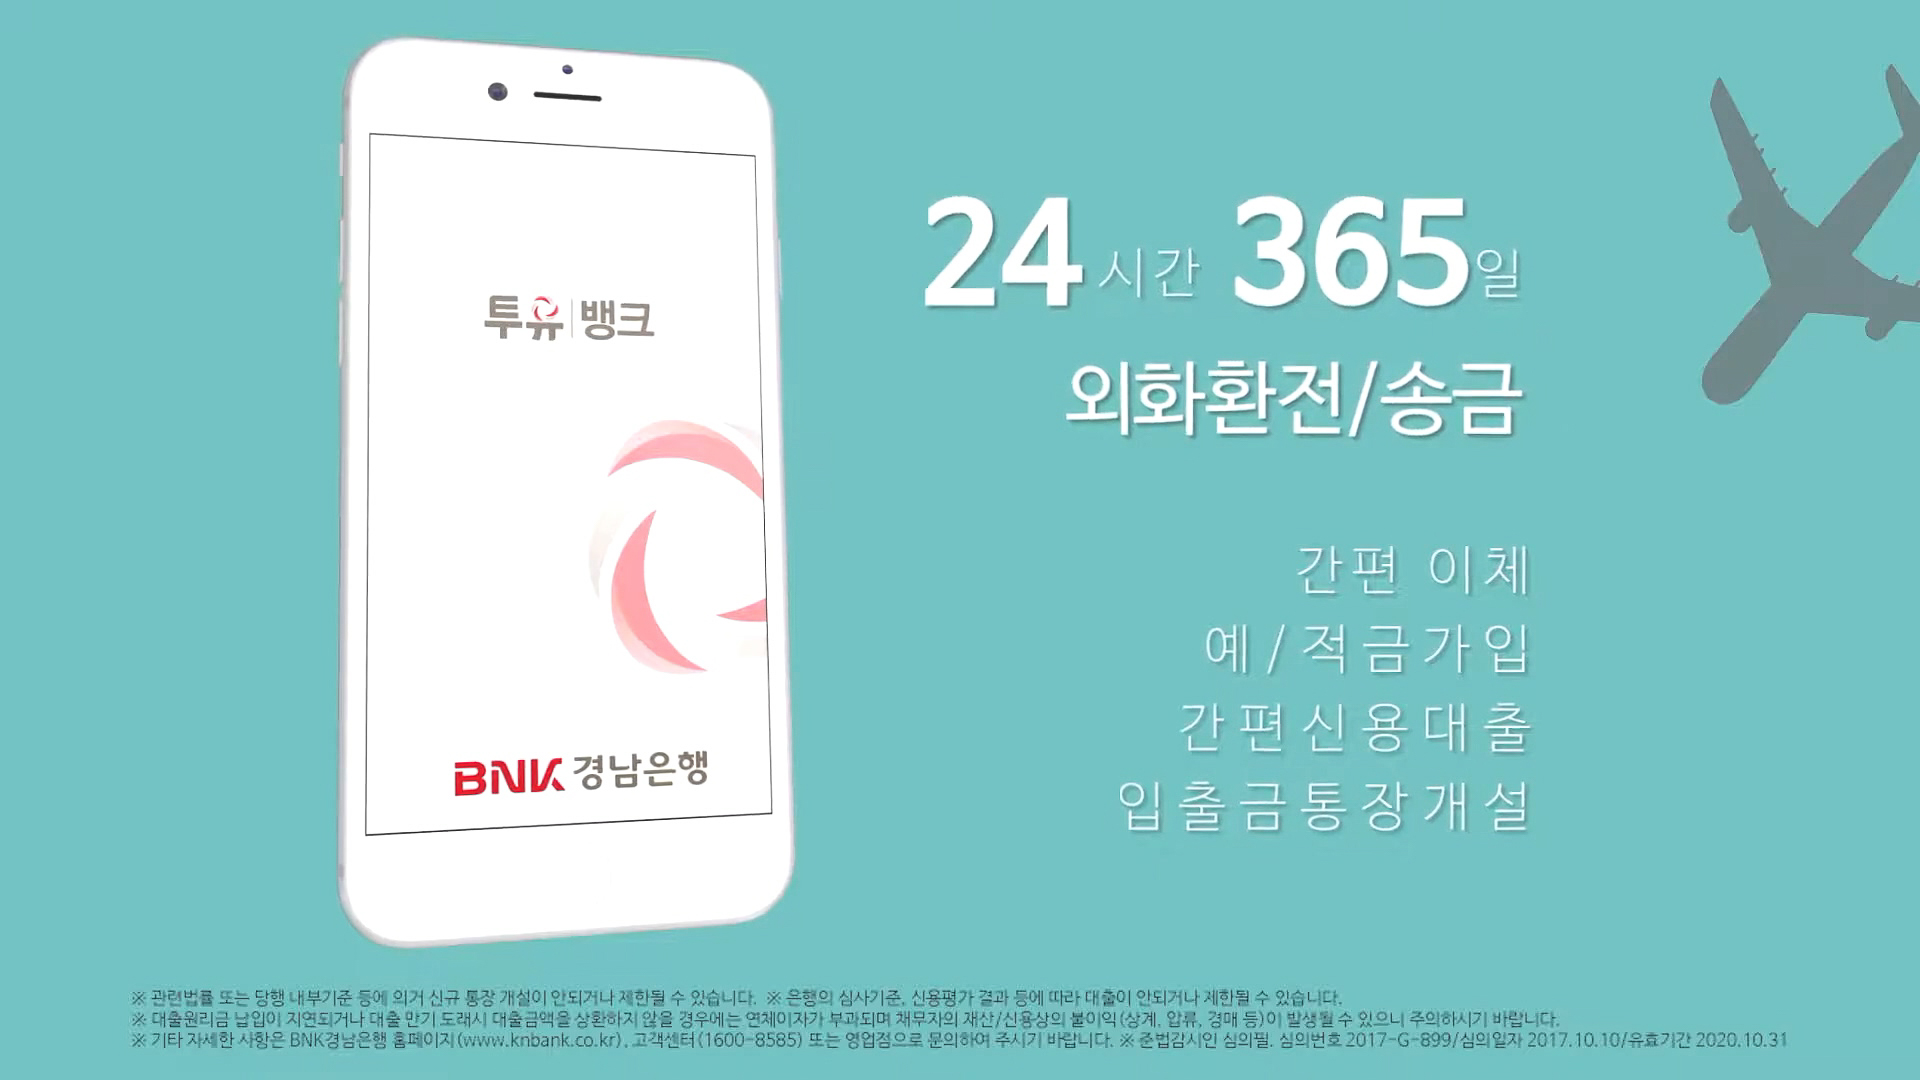 투유 뱅크
BNK 경남은행
24시간 365일
외화환전/송금
간편 이체
예/적금가입
간편신용대출
입출금통장개설
※ 관련법률 또는 당행 내부기준 등에 의거 신규 통장 개설이 안되거나 제한될 수 있습니다. ※ 은행의 심사기준, 신용평가 결과 등에 따라 대출이 안되거나 제한될 수 있습니다.
※ 대출원리금 납입이 지연되거나 대출 만기 도래시 대출금액을 상환하지 않을 경우에는 연체이자가 부과되며 채무자의 재산/신용상의 불이익(상계, 압류, 경매 등)이 발생될 수 있으니 주의하시기 바랍니다.
※ 기타 자세한 사항은 BNK경남은행 홈페이지(www.knbank.co.kr), 고객센터(1600-8585) 또는 영업점으로 문의하여 주시기 바랍니다. ※ 준법감시인 심의필. 심의번호 2017-G-899/심의일자 2017.10.10/유효기간 2020.10.31